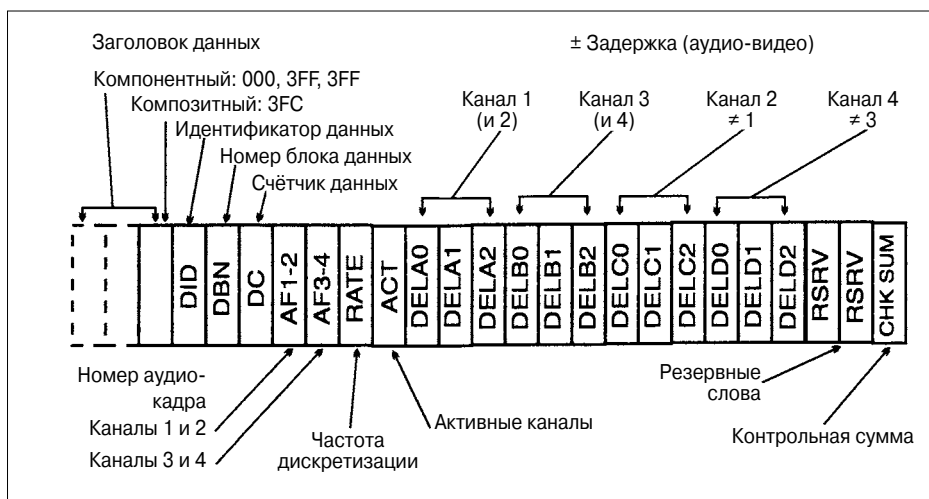 Заголовок данных
± Задержка (аудио-видео)
Компонентный: 000, 3FF, 3FF
Композитный: 3FC
Идентификатор данных
Номер блока данных
Счётчик данных
Канал 1
(и 2)
Канал 3
(и 4)
Канал 2
≠ 1
Канал 4
≠ 3
DID
DBN
DC
AF1-2
AF3-4
RATE
ACT
DELA0
DELA1
DELA2
DELB0
DELB1
DELB2
DELC0
DELC1
DELC2
DELD0
DELD1
DELD2
RSRV
RSRV
CHK SUM
Номер аудио-
кадра
Каналы 1 и 2
Каналы 3 и 4
Частота
дискретизации
Активные каналы
Резервные
слова
Контрольная сумма